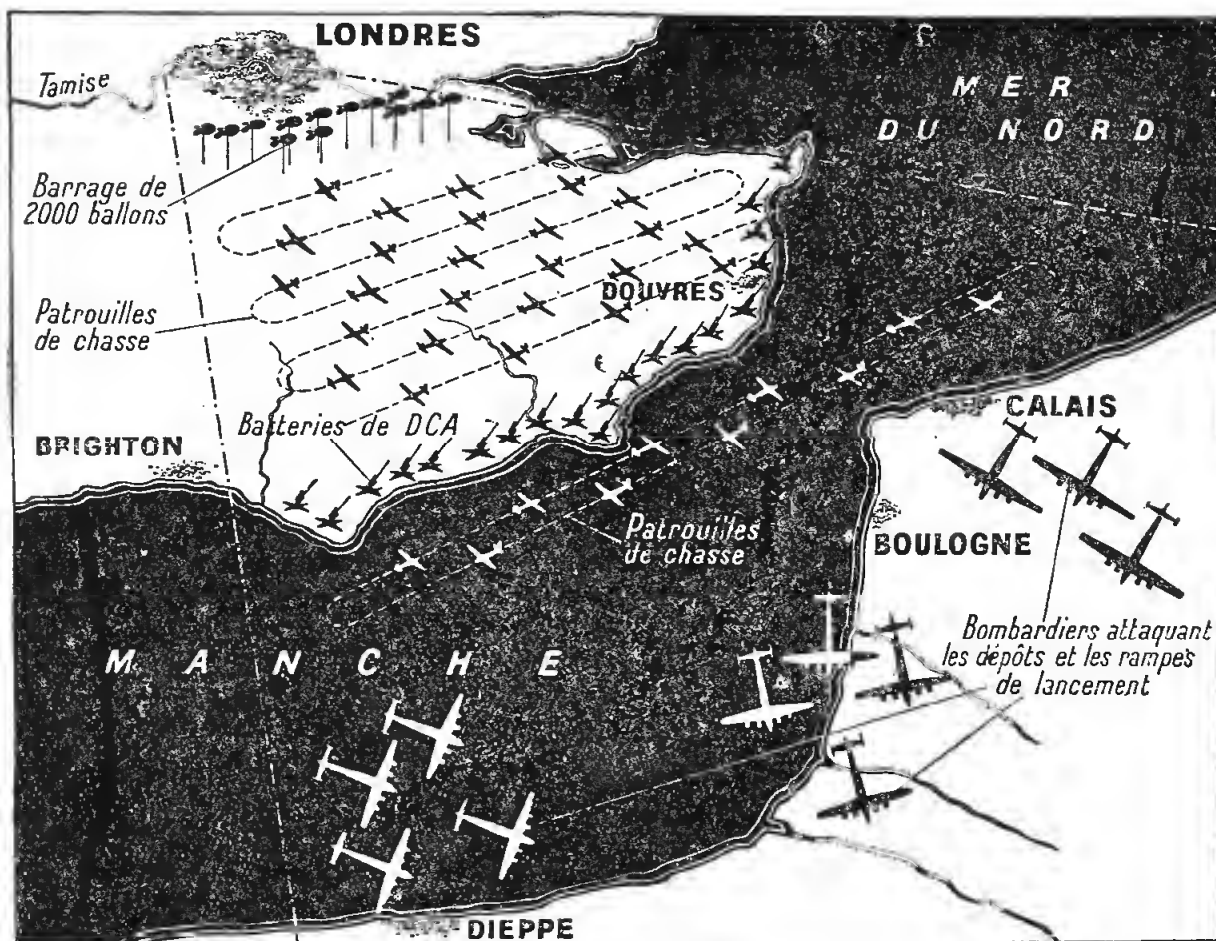 LONDRES
Tamise
MER
DU NORD
Barrage de
2000 ballons
Patrouilles
de chasse
DOUVRES
Batteries de DCA
BRIGHTON
CALAIS
Patrouilles
de chasse
BOULOGNE
Bombardiers attaquant
les dépôts et les rampes
de lancement
MANCHE
DIEPPE